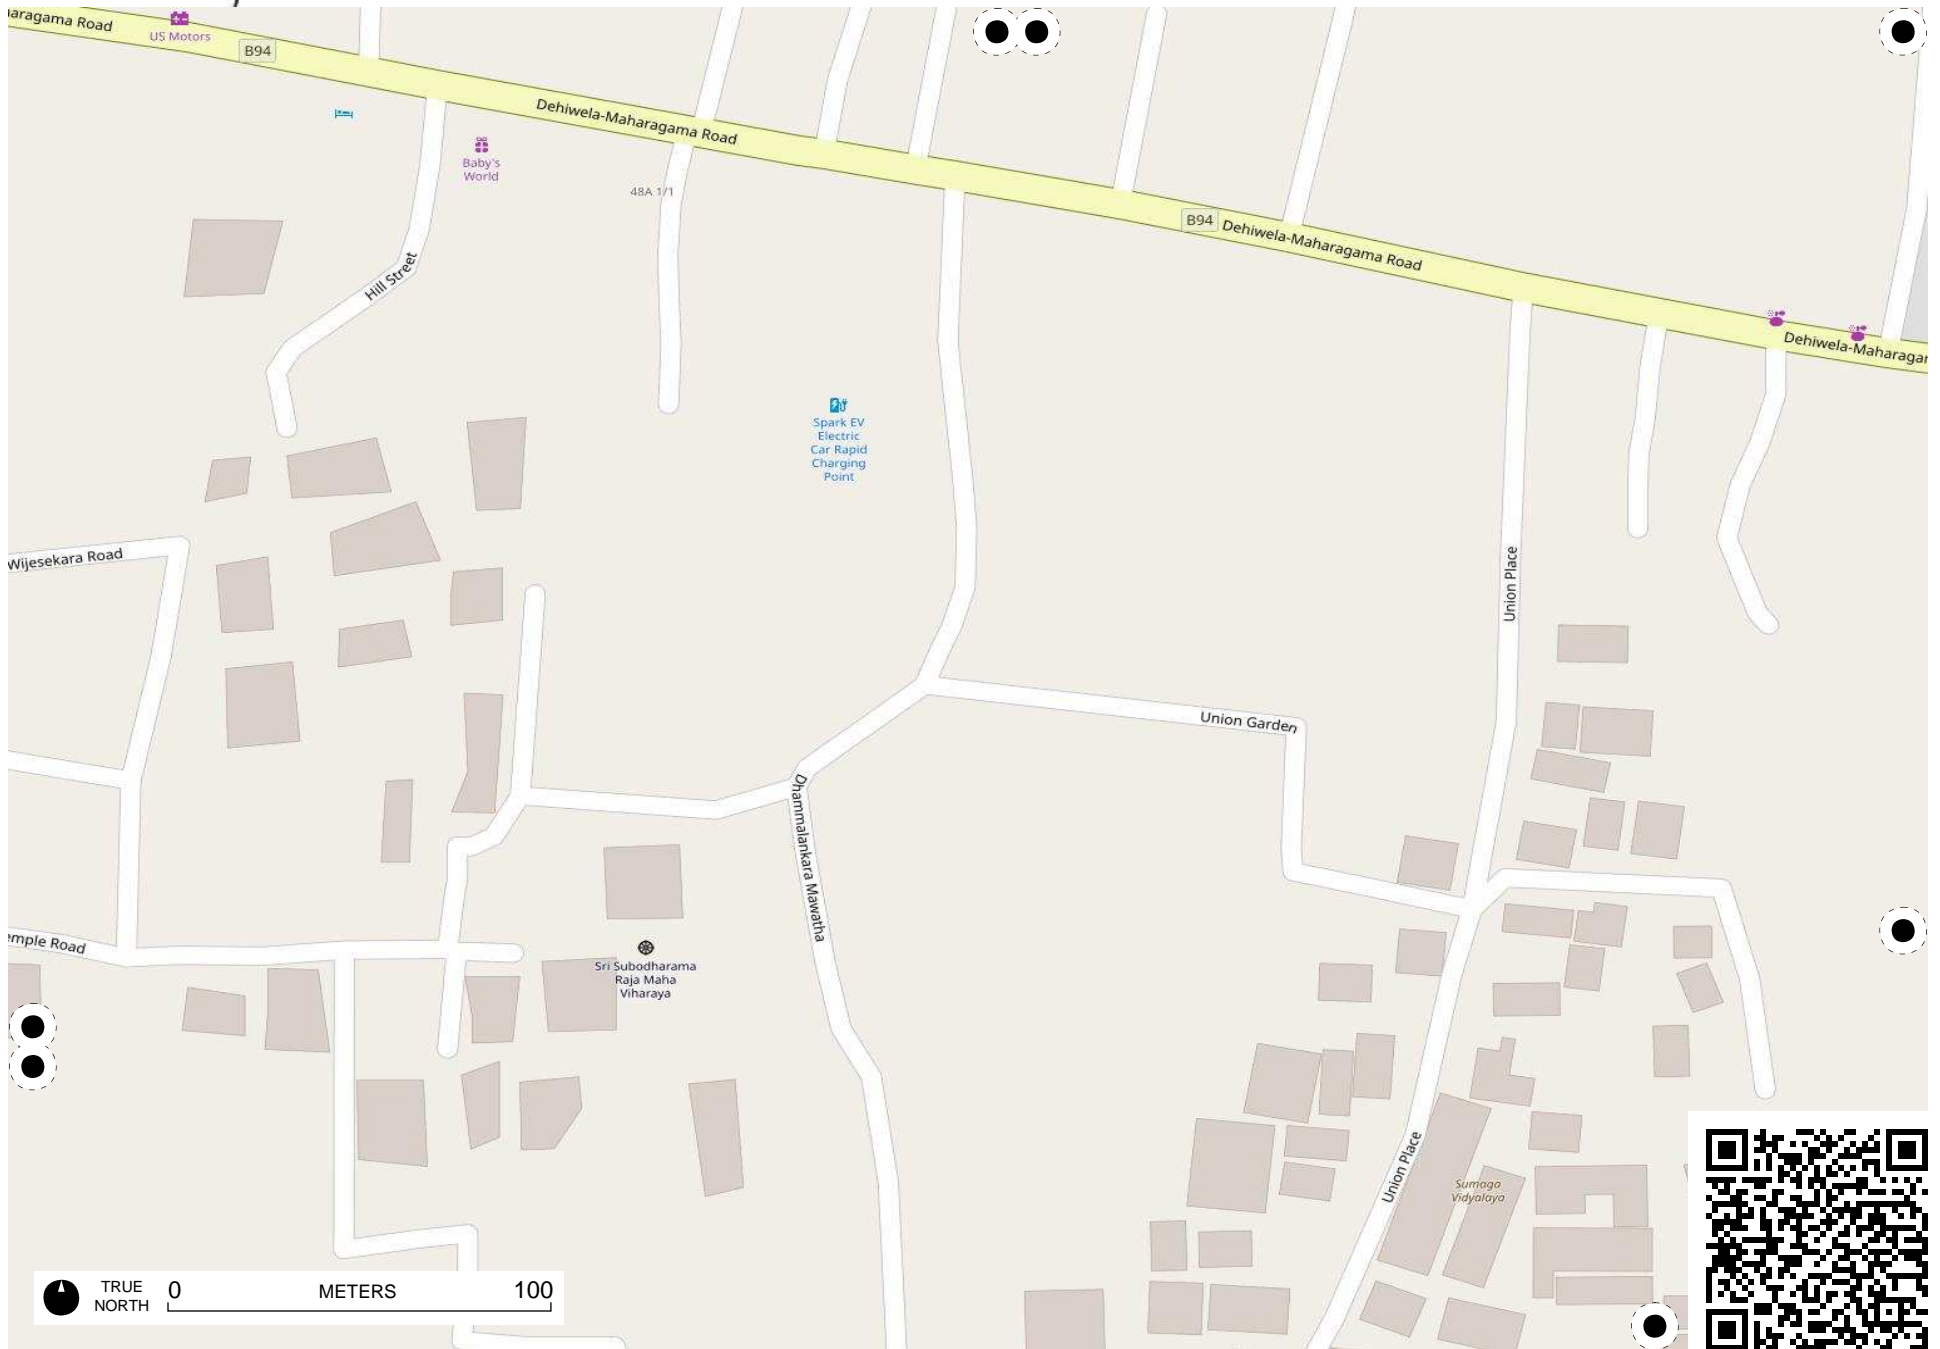 aragama Road
US Motors
B94
Dehiwela-Maharagama Road
Baby's
World
48A 1/1
B94
Dehiwela-Maharagama Road
Dehiwela-Maharagar
Hill Street
Spark EV
Electric
Car Rapid
Charging
Point
Wijesekara Road
Union Place
Union Garden
Dhammalankara Mawatha
emple Road
Sri Subodharama
Raja Maha
Viharaya
Union Place
Sumaga
Vidyalaya
TRUE
NORTH
0
METERS
100